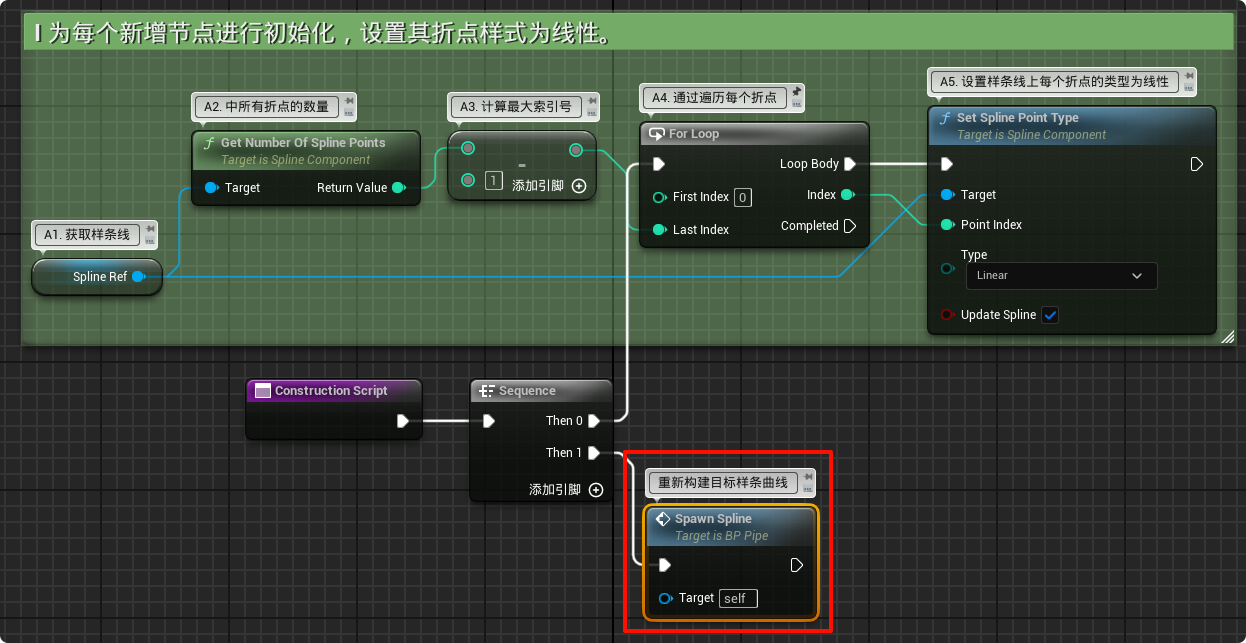 I 为每个新增节点进行初始化，设置其折点样式为线性。
A1. 获取样条线
Spline Ref
A2. 中所有折点的数量
Get Number Of Spline Points
Target is Spline Component
Target
Return Value
A3. 计算最大索引号
-
1
添加引脚
A4. 通过遍历每个折点
For Loop
Loop Body
First Index 0
Index
Last Index
Completed
A5. 设置样条线上每个折点的类型为线性
Set Spline Point Type
Target is Spline Component
Target
Point Index
Type
Linear
Update Spline
Construction Script
Sequence
Then 0
Then 1
添加引脚
重新构建目标样条曲线
Spawn Spline
Target is BP Pipe
Target self